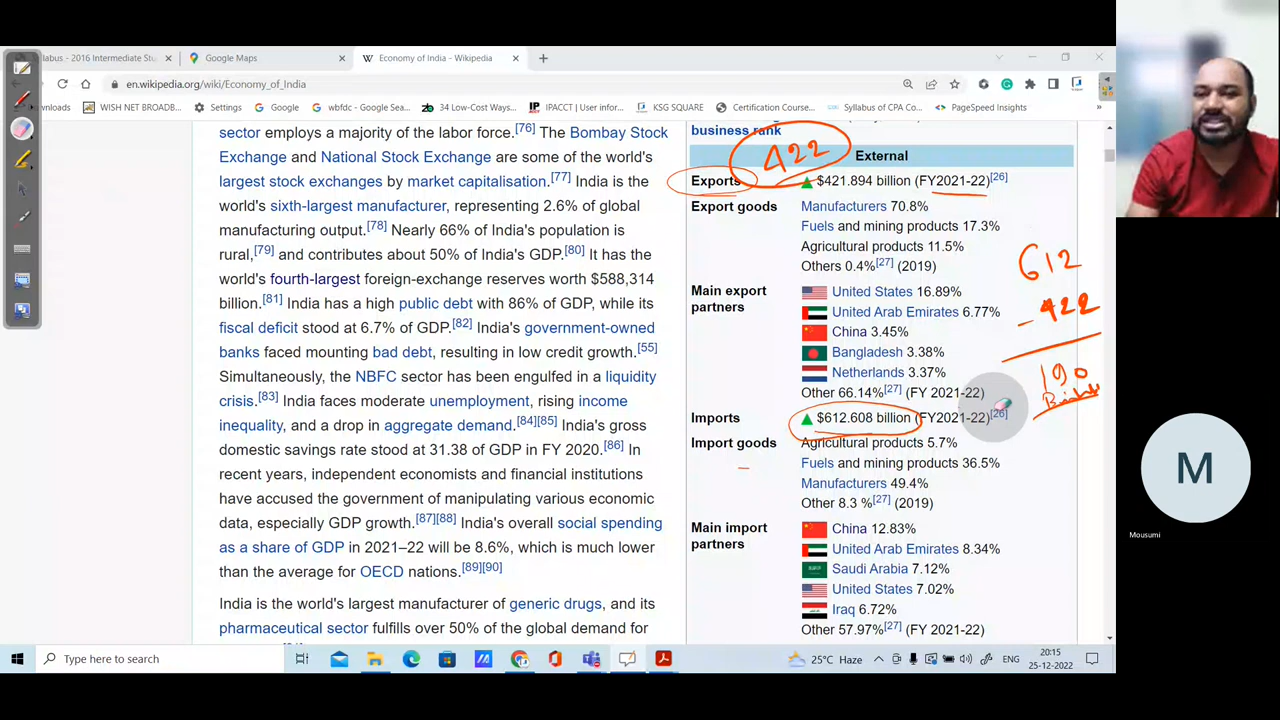 llabus - 2016 Intermediate Stu
Google Maps
Economy of India - Wikipedia
en.wikipedia.org/wiki/Economy_of_India
ownloads
WISH NET BROADB...
Settings
Google
wbfdc - Google Sea...
34 Low-Cost Ways...
IPACCT | User infor...
KSG SQUARE
Certification Course...
Syllabus of CPA Co...
PageSpeed Insights
sector employs a majority of the labor force.[76] The Bombay Stock
Exchange and National Stock Exchange are some of the world's
largest stock exchanges by market capitalisation.[77] India is the
world's sixth-largest manufacturer, representing 2.6% of global
manufacturing output.[78] Nearly 66% of India's population is
rural,[79] and contributes about 50% of India's GDP.[80] It has the
world's fourth-largest foreign-exchange reserves worth $588,314
billion.[81] India has a high public debt with 86% of GDP, while its
fiscal deficit stood at 6.7% of GDP.[82] India's government-owned
banks faced mounting bad debt, resulting in low credit growth.[55]
Simultaneously, the NBFC sector has been engulfed in a liquidity
crisis.[83] India faces moderate unemployment, rising income
inequality, and a drop in aggregate demand.[84][85] India's gross
domestic savings rate stood at 31.38 of GDP in FY 2020.[86] In
recent years, independent economists and financial institutions
have accused the government of manipulating various economic
data, especially GDP growth.[87][88] India's overall social spending
as a share of GDP in 2021–22 will be 8.6%, which is much lower
than the average for OECD nations.[89][90]
India is the world's largest manufacturer of generic drugs, and its
pharmaceutical sector fulfills over 50% of the global demand for
business rank
422
External
Exports $421.894 billion (FY2021-22)[26]
Export goods Manufacturers 70.8%
Fuels and mining products 17.3%
Agricultural products 11.5%
Others 0.4%[27] (2019)
Main export partners
United States 16.89%
United Arab Emirates 6.77%
China 3.45%
Bangladesh 3.38%
Netherlands 3.37%
Other 66.14%[27] (FY 2021-22)
Imports $612.608 billion (FY2021-22)[26]
Import goods Agricultural products 5.7%
Fuels and mining products 36.5%
Manufacturers 49.4%
Other 8.3 %[27] (2019)
Main import partners
China 12.83%
United Arab Emirates 8.34%
Saudi Arabia 7.12%
United States 7.02%
Iraq 6.72%
Other 57.97%[27] (FY 2021-22)
612
- 422
190
M
Mousumi
Type here to search
25°C Haze
ENG
20:15
25-12-2022